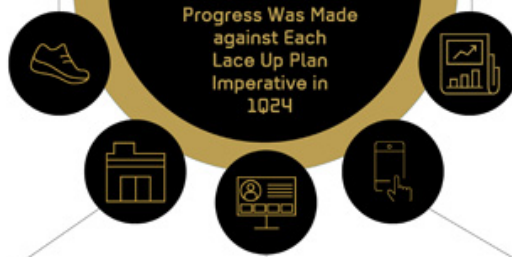 Progress Was Made
against Each
Lace Up Plan
Imperative in
1Q24